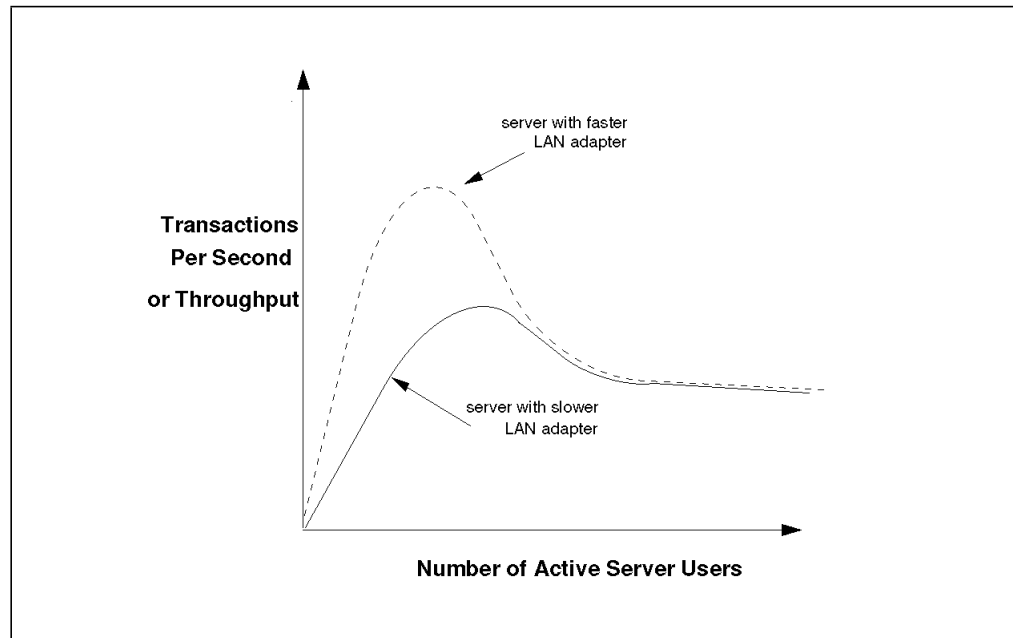 server with faster
LAN adapter
Transactions
Per Second
or Throughput
server with slower
LAN adapter
Number of Active Server Users